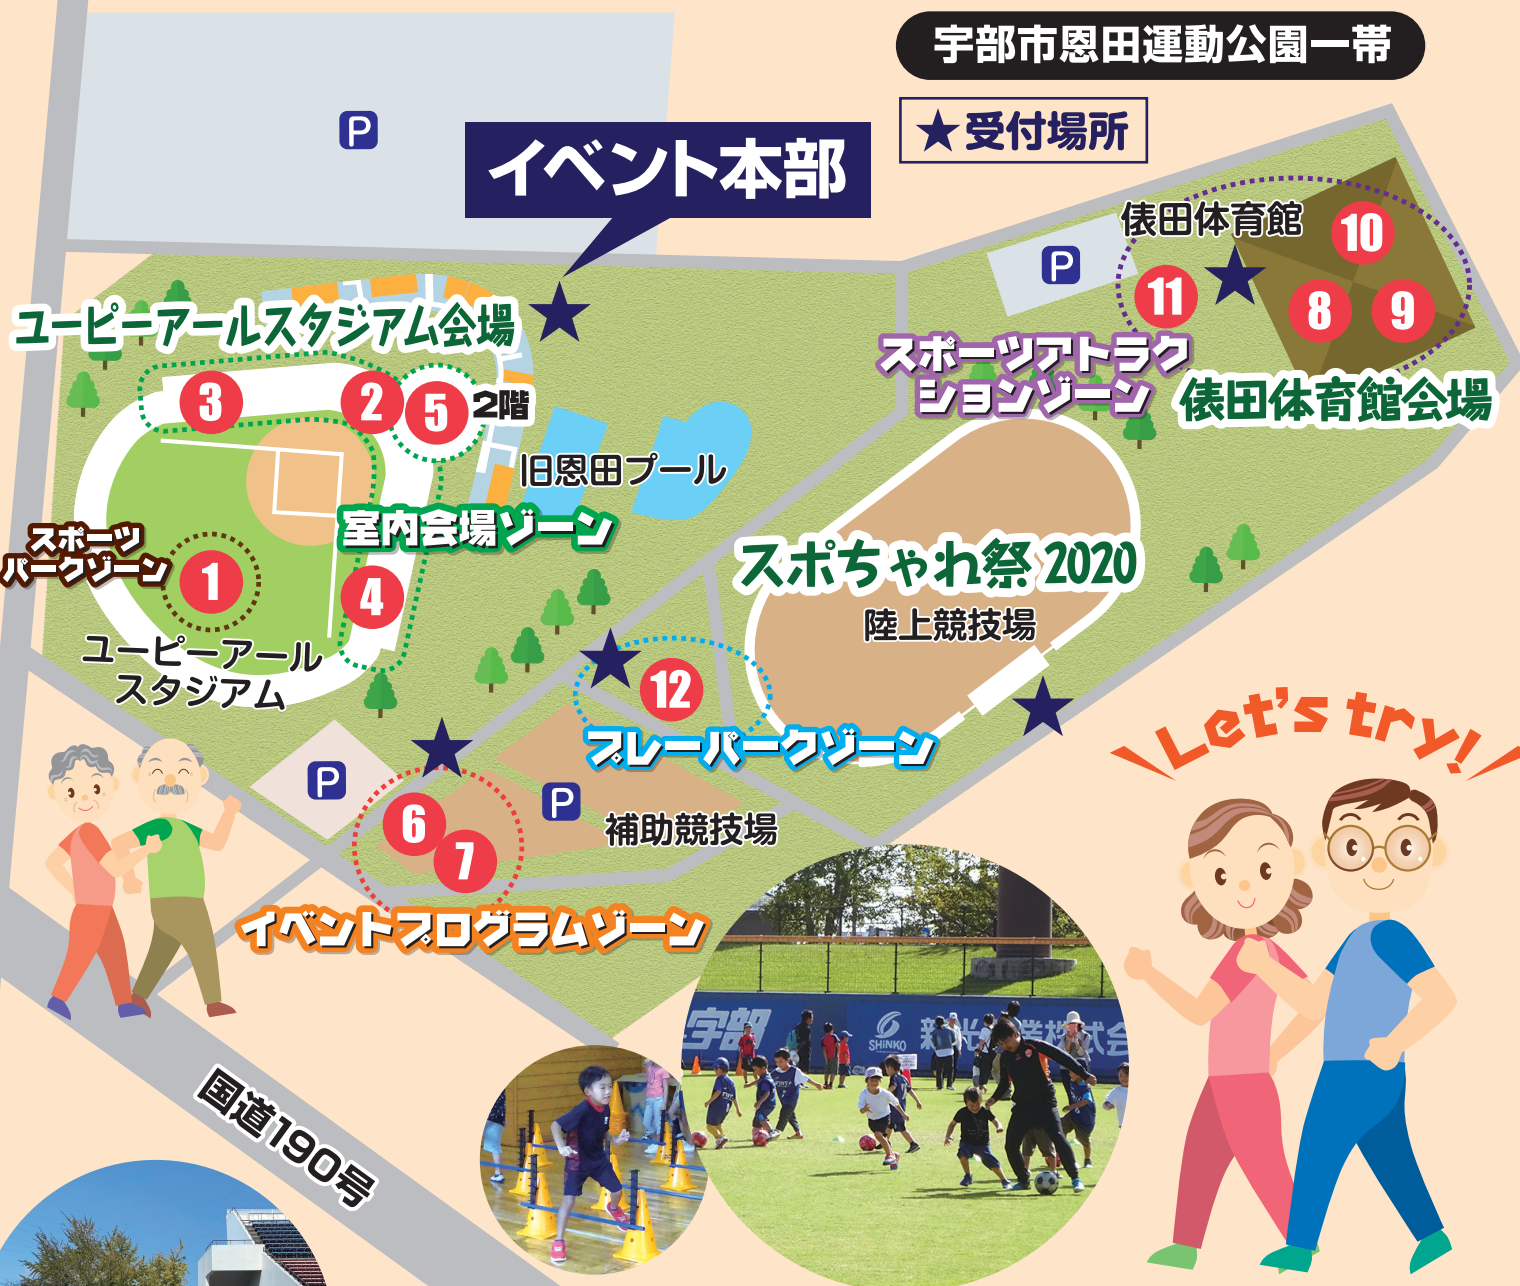 宇部市恩田運動公園一帯
★受付場所
P
イベント本部
俵田体育館
10
P
11
8
9
ユーピーアールスタジアム会場
スポーツアトラク
ションゾーン
俵田体育館会場
3
2
5
2階
旧恩田プール
室内会場ゾーン
スポーツ
パークゾーン
1
4
スポちゃれ祭 2020
陸上競技場
ユーピーアール
スタジアム
12
プレーパークゾーン
Let's try!
P
6
7
P
補助競技場
イベントプログラムゾーン
宇部
SHiNKO
新光
業株式会
国道190号